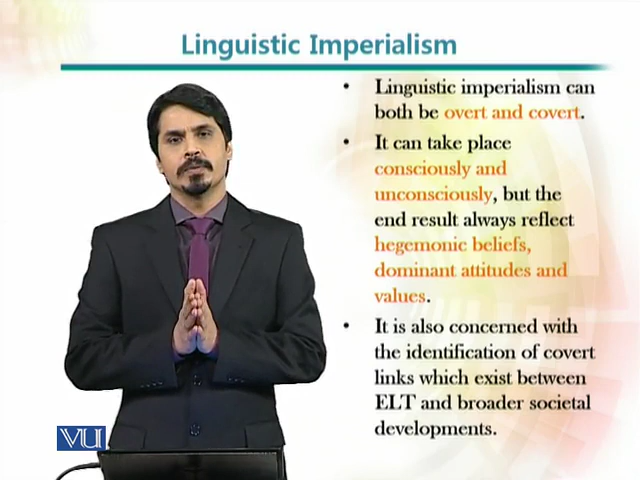 Linguistic Imperialism
• Linguistic imperialism can
both be overt and covert.
• It can take place
consciously and
unconsciously, but the
end result always reflect
hegemonic beliefs,
dominant attitudes and
values.
• It is also concerned with
the identification of covert
links which exist between
ELT and broader societal
developments.
VU